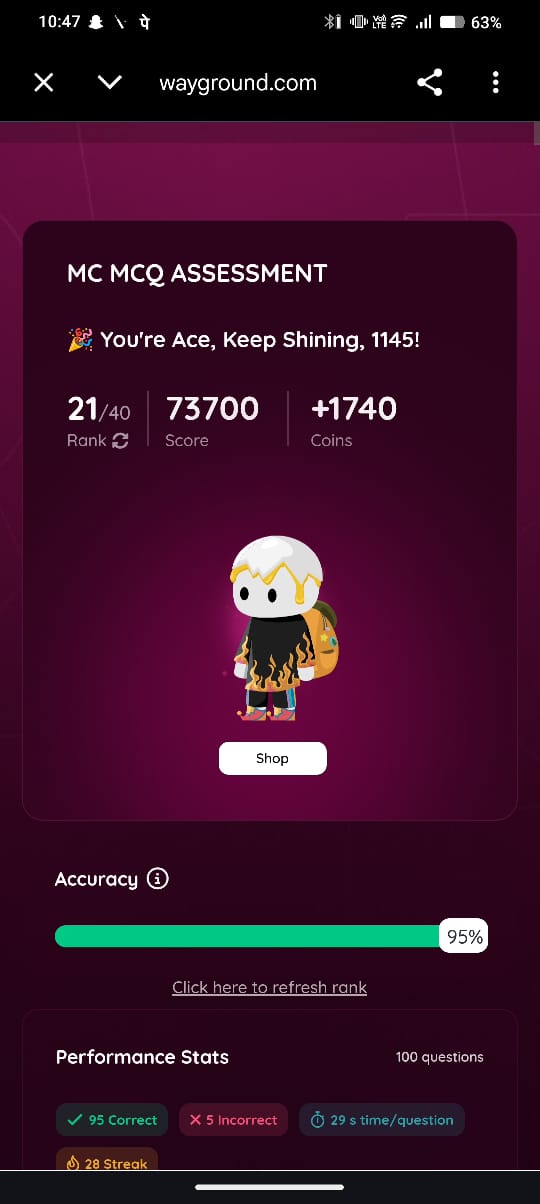 10:47 पे VoI) LTE 63%
wayground.com
MC MCQ ASSESSMENT
🎉 You're Ace, Keep Shining, 1145!
21/40 73700 +1740
Rank Score Coins
Shop
Accuracy
95%
Click here to refresh rank
Performance Stats 100 questions
95 Correct 5 Incorrect 29 s time/question
28 Streak